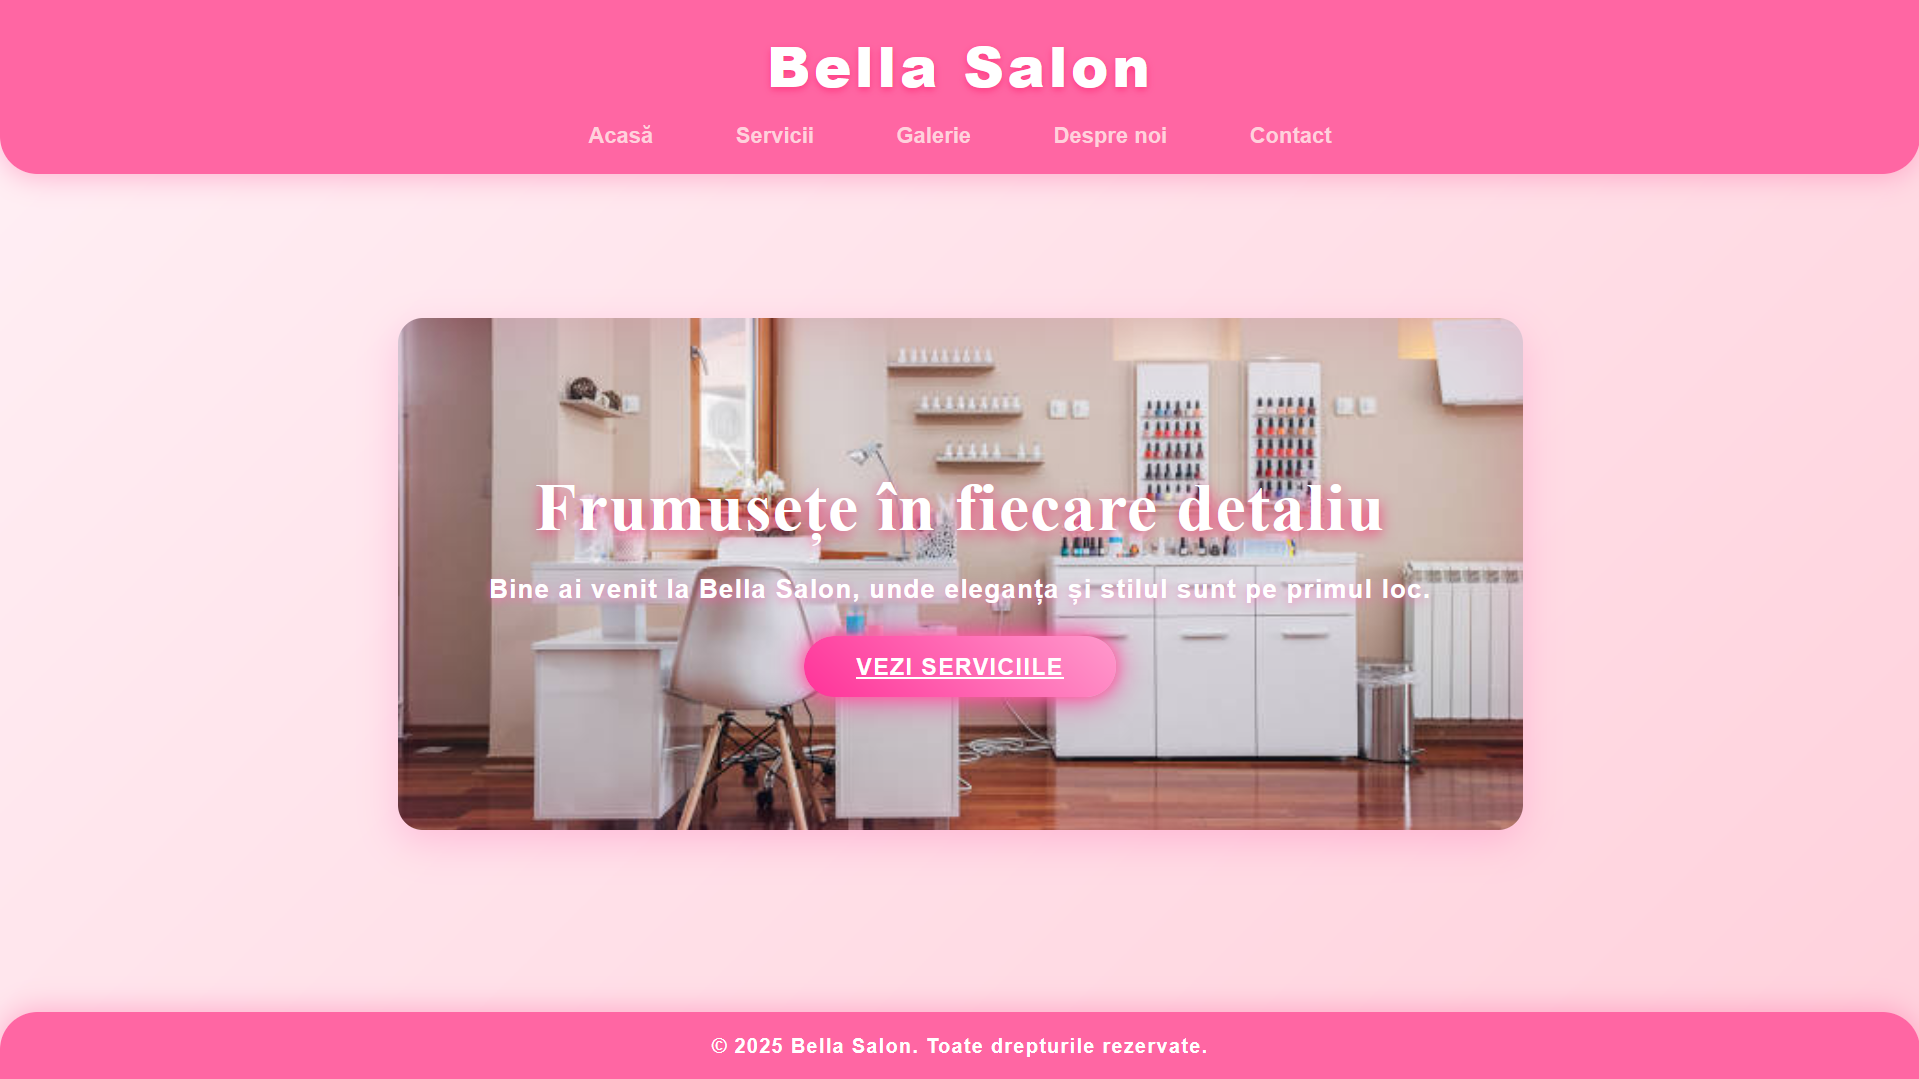 Bella Salon
Acasă Servicii Galerie Despre noi Contact
Frumusețe în fiecare detaliu
Bine ai venit la Bella Salon, unde eleganța și stilul sunt pe primul loc.
VEZI SERVICIILE
© 2025 Bella Salon. Toate drepturile rezervate.